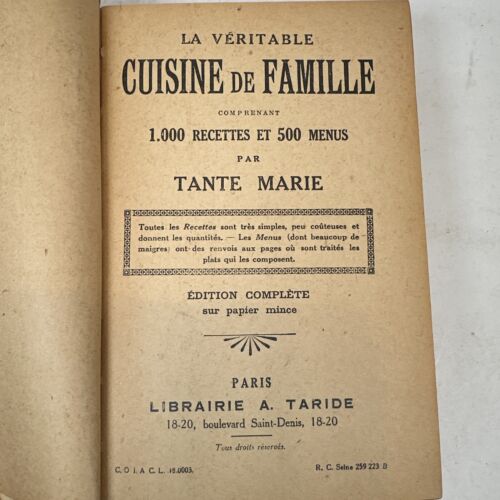 LA VÉRITABLE
CUISINE DE FAMILLE
COMPRENANT
1.000 RECETTES ET 500 MENUS
PAR
TANTE MARIE
Toutes les Recettes sont très simples, peu coûteuses et
donnent les quantités. — Les Menus (dont beaucoup de
maigres) ont des renvois aux pages où sont traités les
plats qui les composent.
ÉDITION COMPLÈTE
sur papier mince
PARIS
LIBRAIRIE A. TARIDE
18-20, boulevard Saint-Denis, 18-20
Tous droits réservés.
C. O. I. A. C. L. 15.0003. R. C. Seine 259 223 B